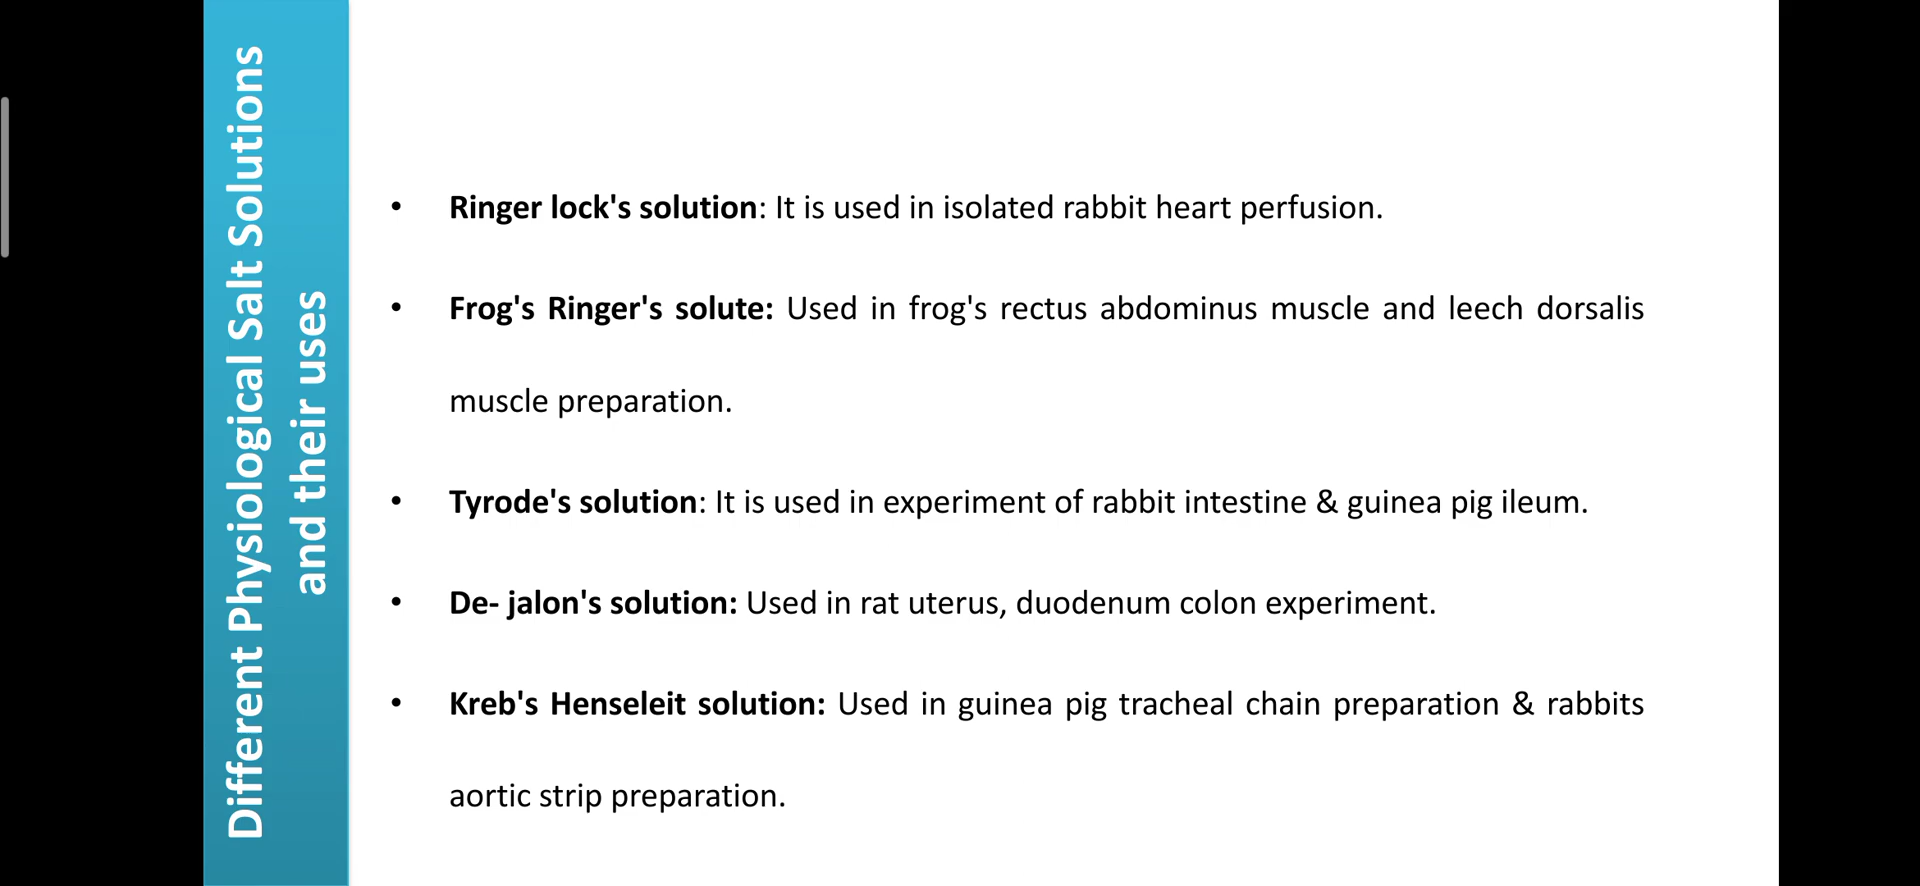 Different Physiological Salt Solutions
and their uses
• Ringer lock's solution: It is used in isolated rabbit heart perfusion.
• Frog's Ringer's solute: Used in frog's rectus abdominus muscle and leech dorsalis
muscle preparation.
• Tyrode's solution: It is used in experiment of rabbit intestine & guinea pig ileum.
• De- jalon's solution: Used in rat uterus, duodenum colon experiment.
• Kreb's Henseleit solution: Used in guinea pig tracheal chain preparation & rabbits
aortic strip preparation.